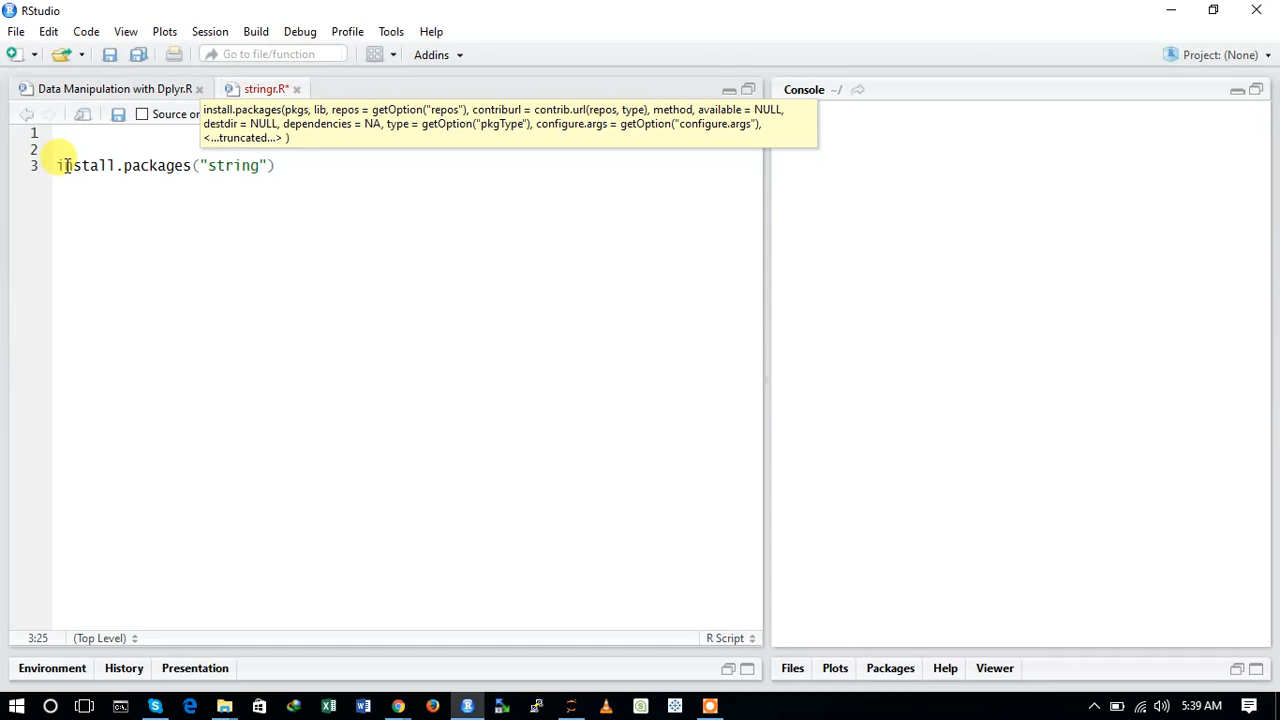 RStudio
File Edit Code View Plots Session Build Debug Profile Tools Help
Go to file/function Addins Project: (None)
Data Manipulation with Dplyr.R stringr.R* Console ~/
install.packages(pkgs, lib, repos = getOption("repos"), contriburl = contrib.url(repos, type), method, available = NULL,
Source on destdir = NULL, dependencies = NA, type = getOption("pkgType"), configure.args = getOption("configure.args"),
<...truncated...> )
1
2
3 install.packages("string")
3:25 (Top Level) R Script
Environment History Presentation Files Plots Packages Help Viewer
5:39 AM